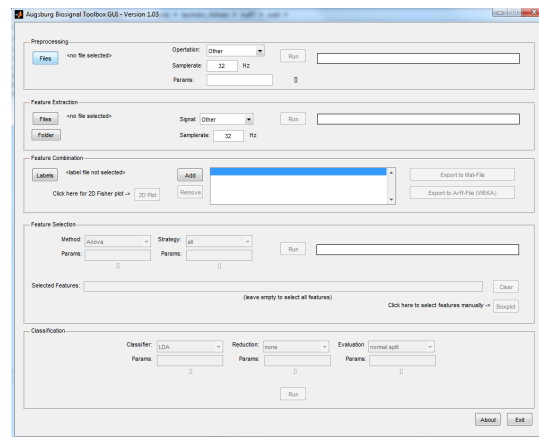 Augsburg Biosignal Toolbox GUI - Version 1.03
Preprocessing
Files <no file selected> Opertation: Other Run
Samplerate: 32 Hz
Params: []
Feature Extraction
Files <no file selected> Signal: Other Run
Folder Samplerate: 32 Hz
Feature Combination
Labels <label file not selected> Add Export to Mat-File
Click here for 2D Fisher plot -> 2D Plot Remove Export to Arff-File (WEKA)
Feature Selection
Method: Anova Strategy: all Run
Params: Params:
[] []
Selected Features: Clear
(leave empty to select all features)
Click here to select features manually -> Boxplot
Classification
Classifier: LDA Reduction: none Evaluation normal split
Params: Params: Params:
[] [] []
Run
About Exit